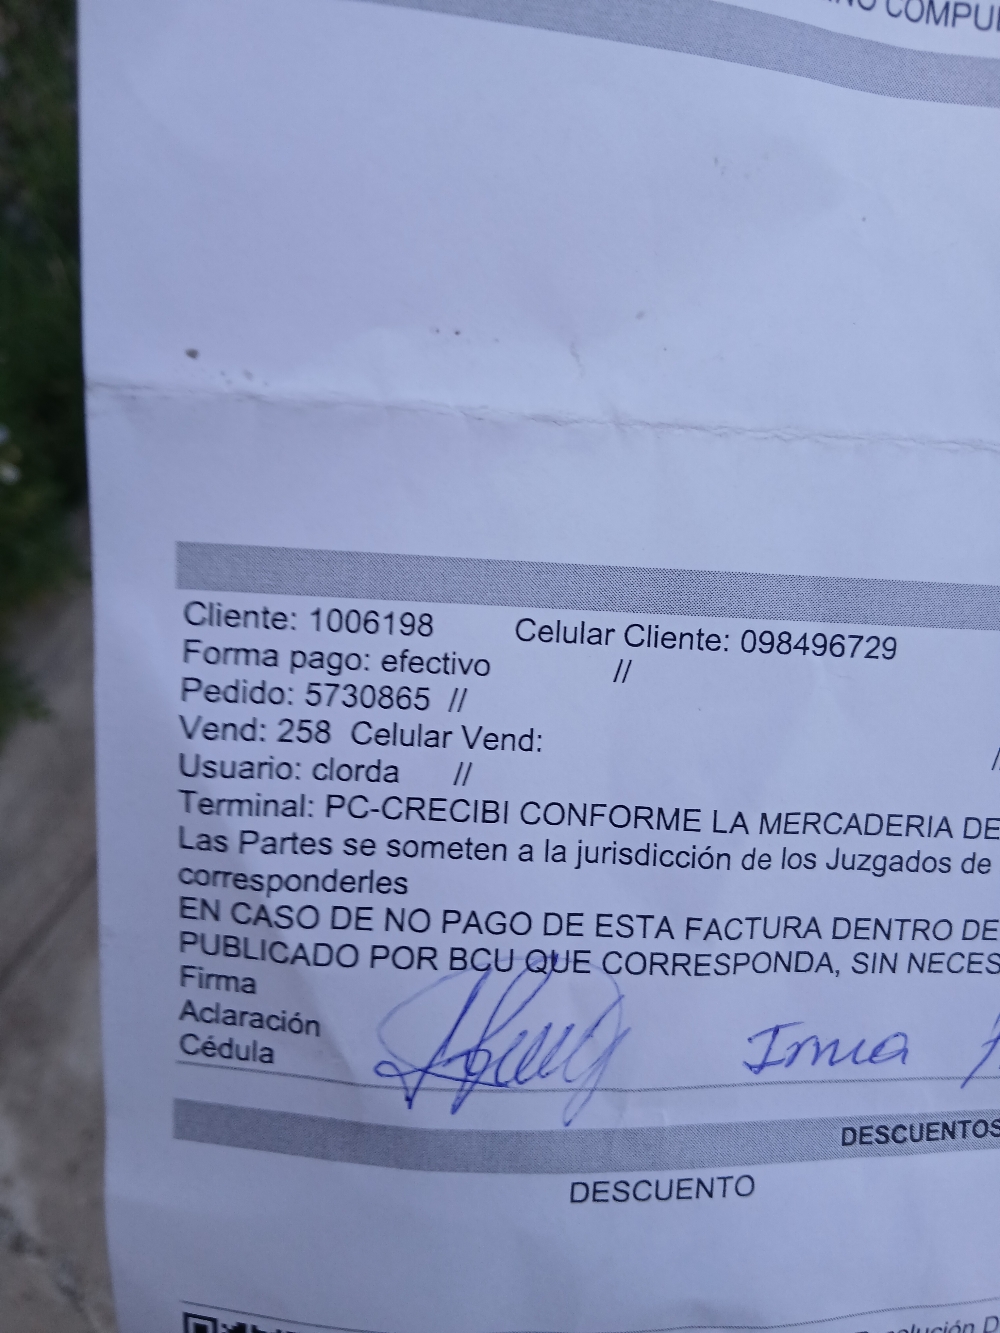 COMPU
Cliente: 1006198 Celular Cliente: 098496729
Forma pago: efectivo //
Pedido: 5730865 //
Vend: 258 Celular Vend: /
Usuario: clorda //
Terminal: PC-CRECIBI CONFORME LA MERCADERIA DE
Las Partes se someten a la jurisdicción de los Juzgados de
corresponderles
EN CASO DE NO PAGO DE ESTA FACTURA DENTRO DE
PUBLICADO POR BCU QUE CORRESPONDA, SIN NECES
Firma
Aclaración
Cédula
Irma
DESCUENTOS
DESCUENTO
olución D